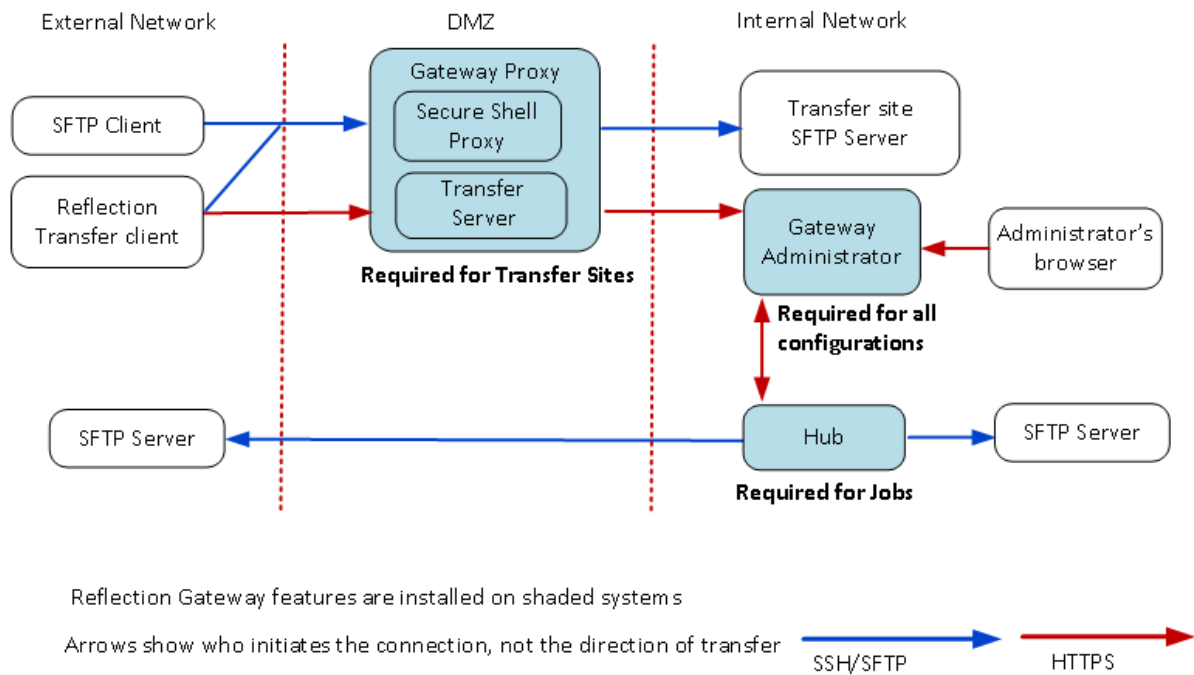 External Network
DMZ
Internal Network
Gateway Proxy
SFTP Client
Secure Shell
Proxy
Transfer site
SFTP Server
Reflection
Transfer client
Transfer
Server
Gateway
Administrator
Administrator's
browser
Required for Transfer Sites
Required for all
configurations
SFTP Server
Hub
SFTP Server
Required for Jobs
Reflection Gateway features are installed on shaded systems
Arrows show who initiates the connection, not the direction of transfer
SSH/SFTP
HTTPS